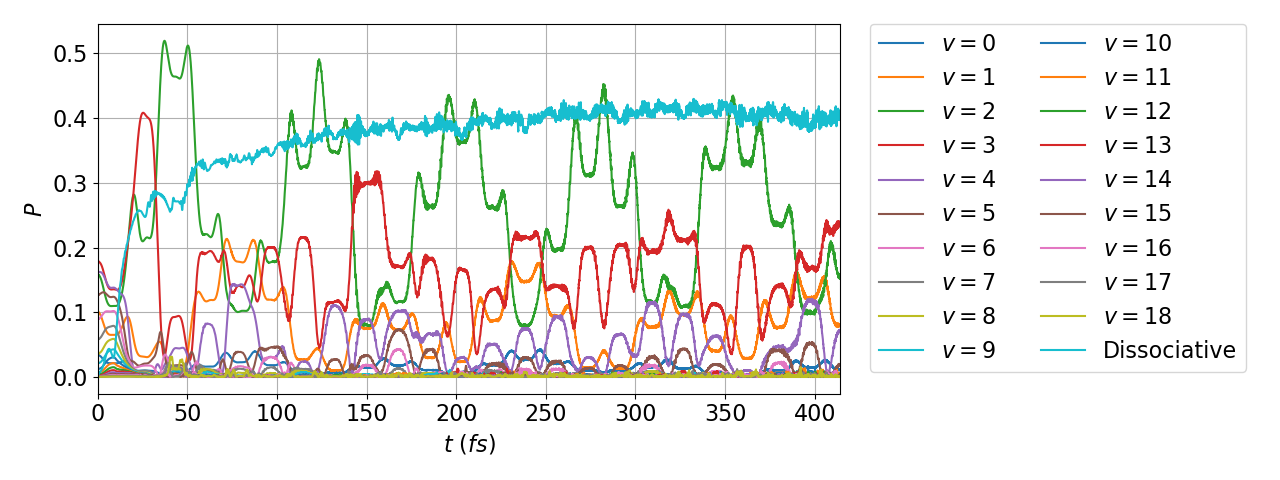 P
0.5
0.4
0.3
0.2
0.1
0.0
0 50 100 150 200 250 300 350 400
t (fs)
v = 0
v = 1
v = 2
v = 3
v = 4
v = 5
v = 6
v = 7
v = 8
v = 9
v = 10
v = 11
v = 12
v = 13
v = 14
v = 15
v = 16
v = 17
v = 18
Dissociative